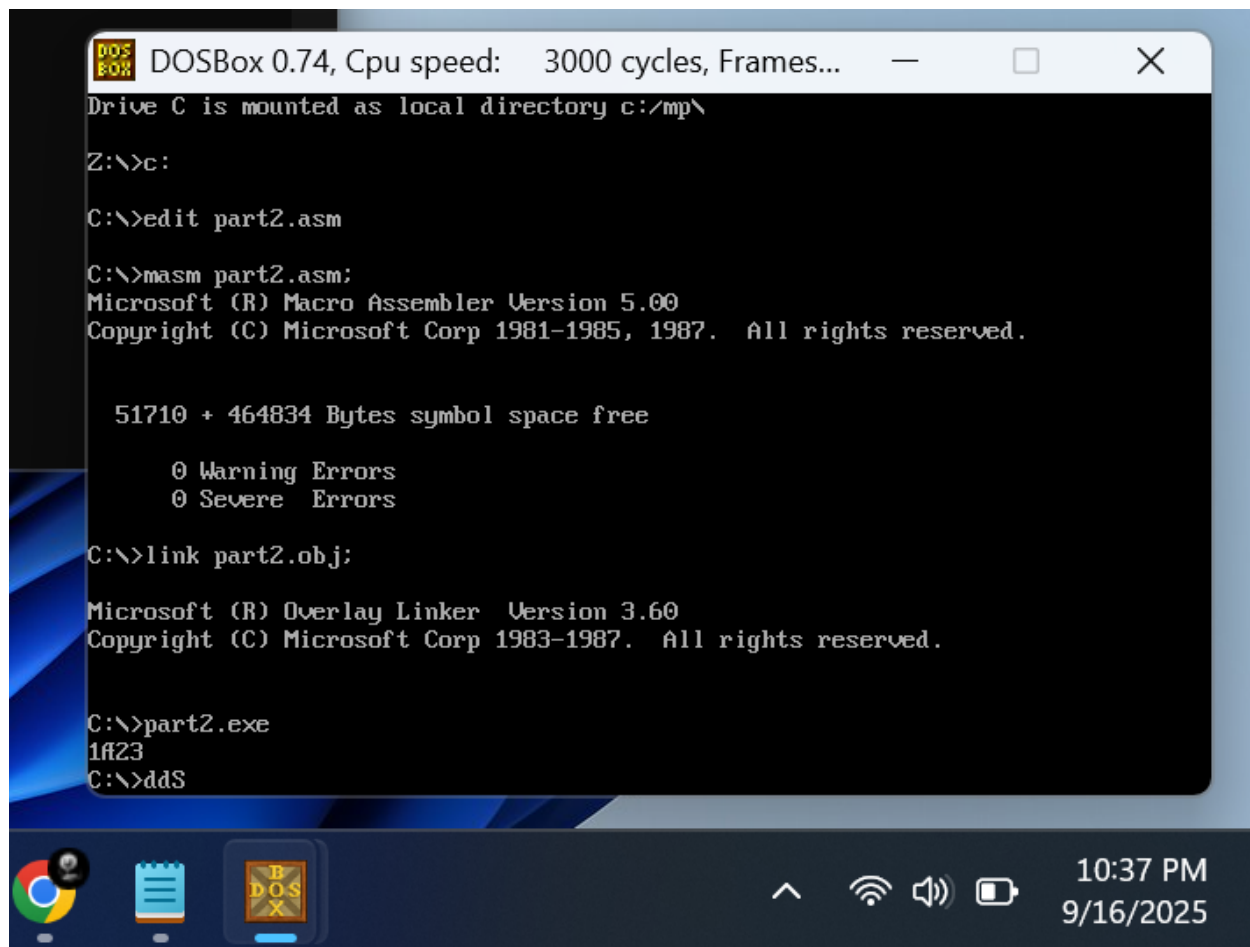 DOSBox 0.74, Cpu speed: 3000 cycles, Frames...
Drive C is mounted as local directory c:/mp\
Z:\>c:
C:\>edit part2.asm
C:\>masm part2.asm;
Microsoft (R) Macro Assembler Version 5.00
Copyright (C) Microsoft Corp 1981-1985, 1987. All rights reserved.
51710 + 464834 Bytes symbol space free
0 Warning Errors
0 Severe Errors
C:\>link part2.obj;
Microsoft (R) Overlay Linker Version 3.60
Copyright (C) Microsoft Corp 1983-1987. All rights reserved.
C:\>part2.exe
C:\>ddS
10:37 PM
9/16/2025